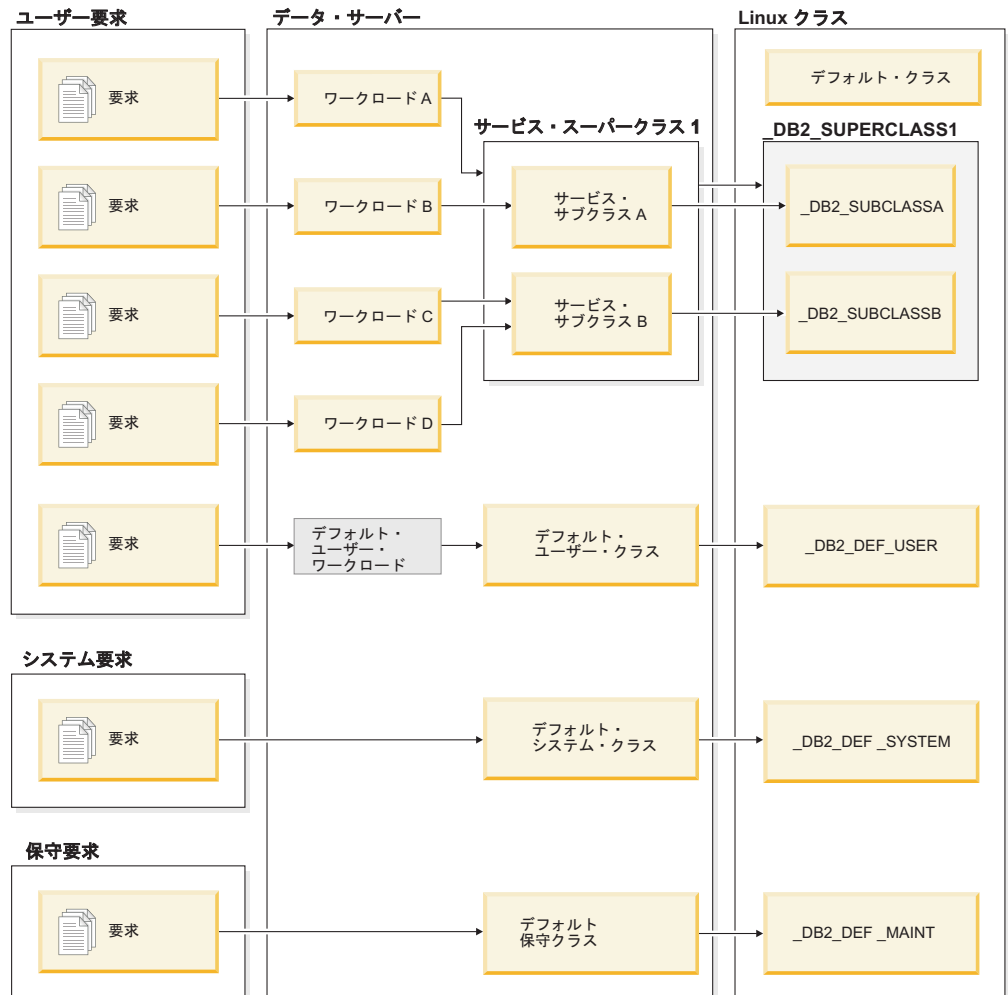 ユーザー要求
データ・サーバー
Linux クラス
要求
ワークロード A
デフォルト・クラス
サービス・スーパークラス 1
_DB2_SUPERCLASS1
要求
ワークロード B
サービス・
サブクラス A
_DB2_SUBCLASSA
要求
ワークロード C
サービス・
サブクラス B
_DB2_SUBCLASSB
要求
ワークロード D
要求
デフォルト・
ユーザー・
ワークロード
デフォルト・
ユーザー・クラス
_DB2_DEF_USER
システム要求
要求
デフォルト・
システム・クラス
_DB2_DEF _SYSTEM
保守要求
要求
デフォルト
保守クラス
_DB2_DEF _MAINT